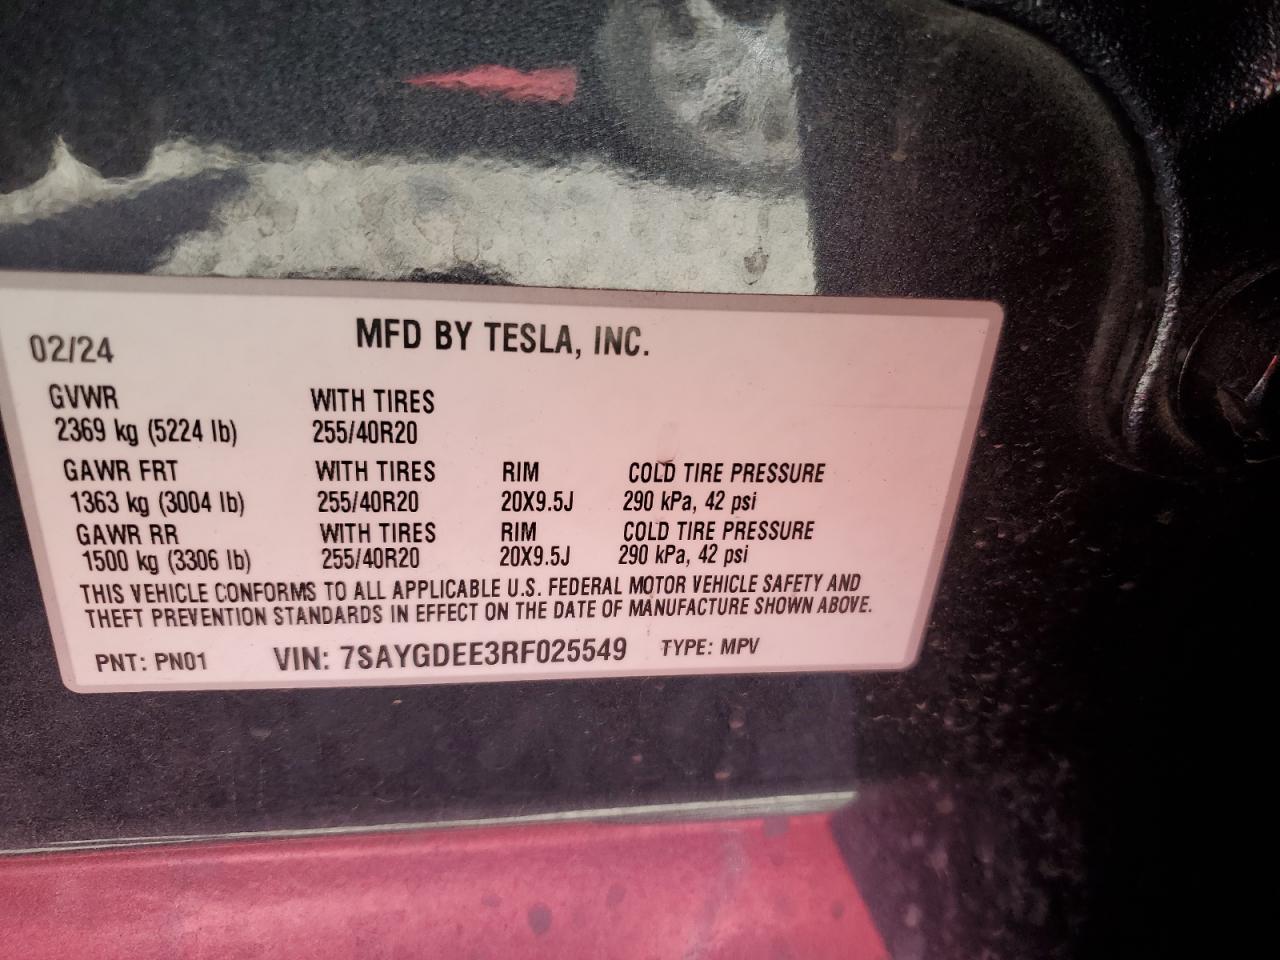 02/24 MFD BY TESLA, INC.
GVWR WITH TIRES
2369 kg (5224 lb) 255/40R20
GAWR FRT WITH TIRES RIM COLD TIRE PRESSURE
1363 kg (3004 lb) 255/40R20 20X9.5J 290 kPa, 42 psi
GAWR RR WITH TIRES RIM COLD TIRE PRESSURE
1500 kg (3306 lb) 255/40R20 20X9.5J 290 kPa, 42 psi
THIS VEHICLE CONFORMS TO ALL APPLICABLE U.S. FEDERAL MOTOR VEHICLE SAFETY AND
THEFT PREVENTION STANDARDS IN EFFECT ON THE DATE OF MANUFACTURE SHOWN ABOVE.
PNT: PN01 VIN: 7SAYGDEE3RF025549 TYPE: MPV